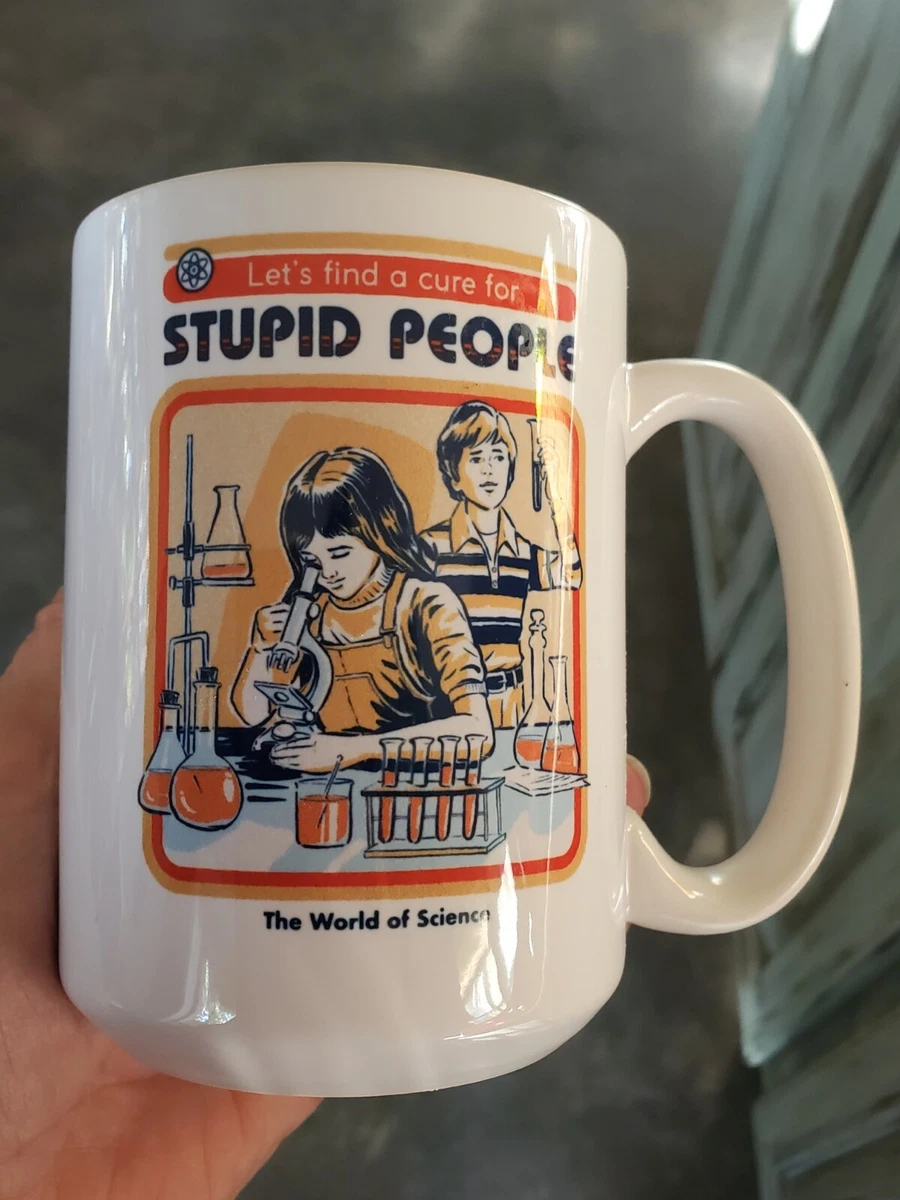 Let's find a cure for
STUPID PEOPLE
The World of Science